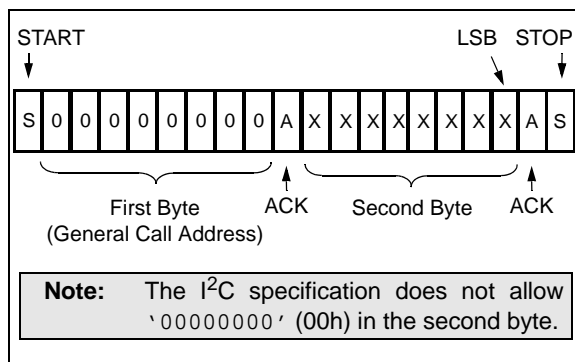 START LSB STOP
S 0 0 0 0 0 0 0 0 A X X X X X X X X A S
First Byte ACK Second Byte ACK
(General Call Address)
Note: The I²C specification does not allow
‘00000000’ (00h) in the second byte.